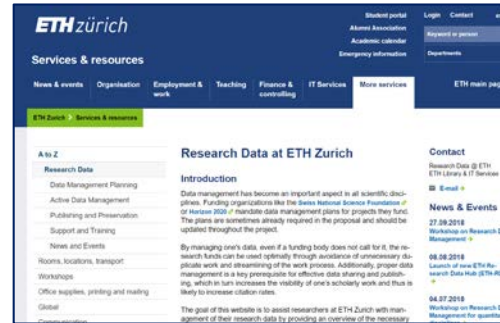 ETH zürich
Student portal
Alumni Association
Academic calendar
Emergency information
Login Contact
Keyword or person
Departments
Services & resources
News & events
Organisation
Employment & work
Teaching
Finance & controlling
IT Services
More services
ETH main pag
ETH Zurich
Services & resources
A to Z
Research Data
Data Management Planning
Active Data Management
Publishing and Preservation
Support and Training
News and Events
Rooms, locations, transport
Workshops
Office supplies, printing and mailing
Global
Research Data at ETH Zurich
Introduction
Data management has become an important aspect in all scientific disci-
plines. Funding organizations like the Swiss National Science Foundation
or Horizon 2020 mandate data management plans for projects they fund.
The plans are sometimes already required in the proposal and should be
updated throughout the project.
By managing one's data, even if a funding body does not call for it, the re-
search funds can be used optimally through avoidance of unnecessary du-
plicate work and streamlining of the work process. Additionally, proper data
management is a key prerequisite for effective data sharing and publish-
ing, which in turn increases the visibility of one's scholarly work and thus is
likely to increase citation rates.
The goal of this website is to assist researchers at ETH Zurich with man-
agement of their research data by providing an overview of the necessary
Contact
Research Data @ ETH
ETH Library & IT Services
E-mail
News & Events
27.09.2018
Workshop on Research D
Management
08.08.2018
Launch of new ETH Re-
search Data Hub (ETH-R
04.07.2018
Workshop on Research D
Management for quantita